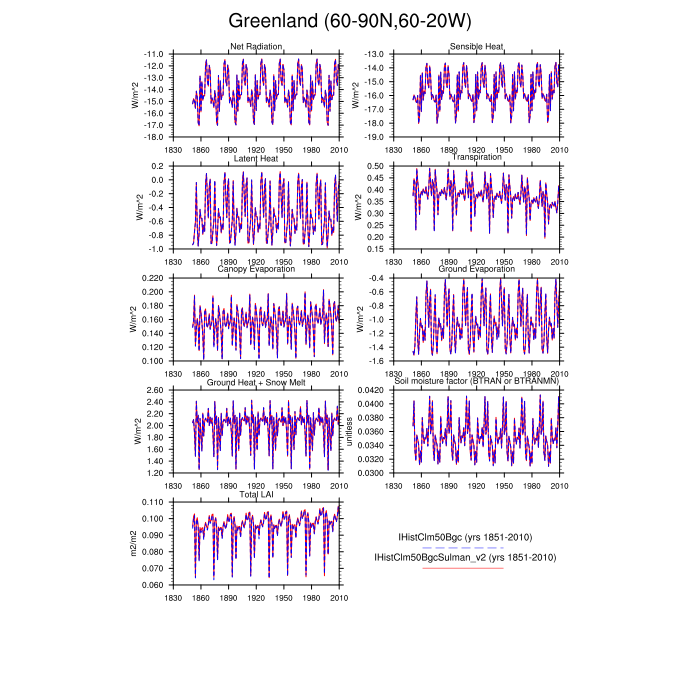 Greenland (60-90N,60-20W)
Net Radiation
W/m^2
-11.0
-12.0
-13.0
-14.0
-15.0
-16.0
-17.0
-18.0
1830 1860 1890 1920 1950 1980 2010
Sensible Heat
W/m^2
-13.0
-14.0
-15.0
-16.0
-17.0
-18.0
-19.0
1830 1860 1890 1920 1950 1980 2010
Latent Heat
W/m^2
0.2
-0.0
-0.2
-0.4
-0.6
-0.8
-1.0
1830 1860 1890 1920 1950 1980 2010
Transpiration
W/m^2
0.50
0.45
0.40
0.35
0.30
0.25
0.20
0.15
1830 1860 1890 1920 1950 1980 2010
Canopy Evaporation
W/m^2
0.220
0.200
0.180
0.160
0.140
0.120
0.100
1830 1860 1890 1920 1950 1980 2010
Ground Evaporation
W/m^2
-0.4
-0.6
-0.8
-1.0
-1.2
-1.4
-1.6
1830 1860 1890 1920 1950 1980 2010
Ground Heat + Snow Melt
W/m^2
2.60
2.40
2.20
2.00
1.80
1.60
1.40
1.20
1830 1860 1890 1920 1950 1980 2010
Soil moisture factor (BTRAN or BTRANMN)
unitless
0.0420
0.0400
0.0380
0.0360
0.0340
0.0320
0.0300
1830 1860 1890 1920 1950 1980 2010
Total LAI
m2/m2
0.110
0.100
0.090
0.080
0.070
0.060
1830 1860 1890 1920 1950 1980 2010
IHistClm50Bgc (yrs 1851-2010)
IHistClm50BgcSulman_v2 (yrs 1851-2010)